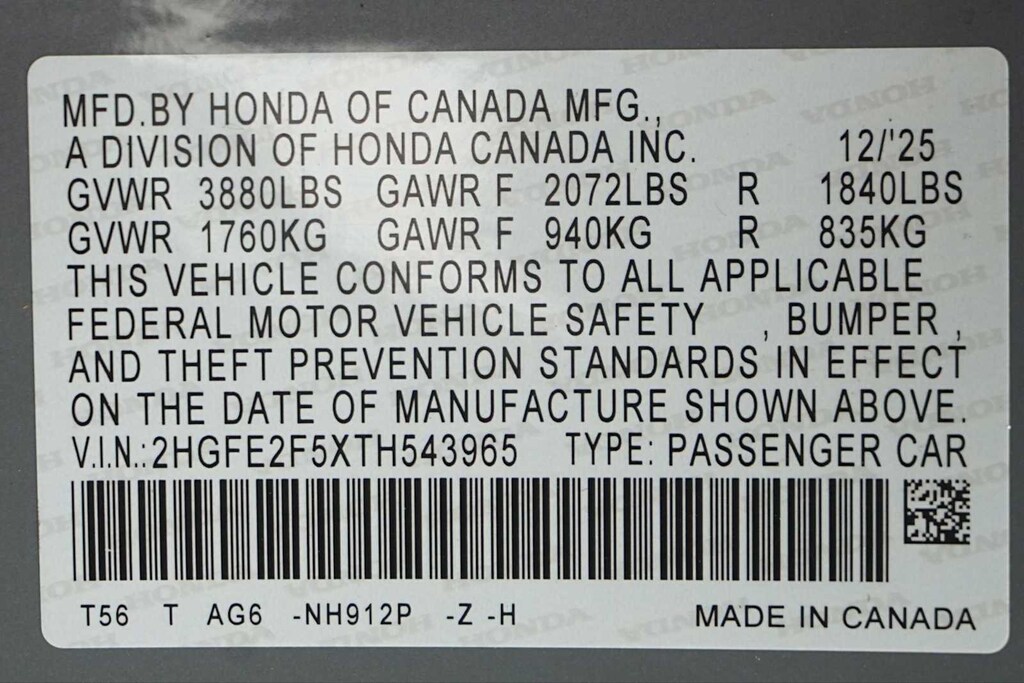 MFD.BY HONDA OF CANADA MFG.,
A DIVISION OF HONDA CANADA INC. 12/'25
GVWR 3880LBS GAWR F 2072LBS R 1840LBS
GVWR 1760KG GAWR F 940KG R 835KG
THIS VEHICLE CONFORMS TO ALL APPLICABLE
FEDERAL MOTOR VEHICLE SAFETY , BUMPER ,
AND THEFT PREVENTION STANDARDS IN EFFECT
ON THE DATE OF MANUFACTURE SHOWN ABOVE.
V.I.N.:2HGFE2F5XTH543965 TYPE: PASSENGER CAR
T56 T AG6 -NH912P -Z -H MADE IN CANADA